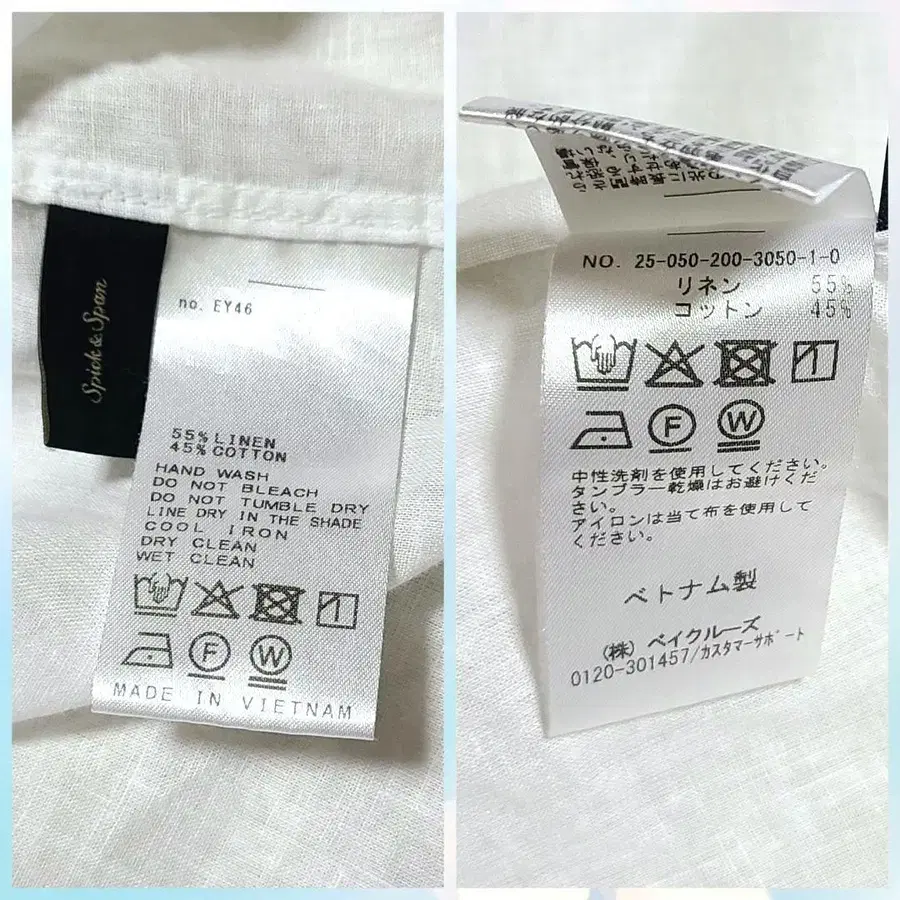 Spick & Span
no. EY46
55% LINEN
45% COTTON
HAND WASH
DO NOT BLEACH
DO NOT TUMBLE DRY
LINE DRY IN THE SHADE
COOL IRON
DRY CLEAN
WET CLEAN
F
W
MADE IN VIETNAM
NO. 25-050-200-3050-1-0
リネン 55%
コットン 45%
F
W
中性洗剤を使用してください。
タンブラー乾燥はお避けくだ
さい。
アイロンは当て布を使用して
ください。
ベトナム製
(株) ベイクルーズ
0120-301457/カスタマーサポート